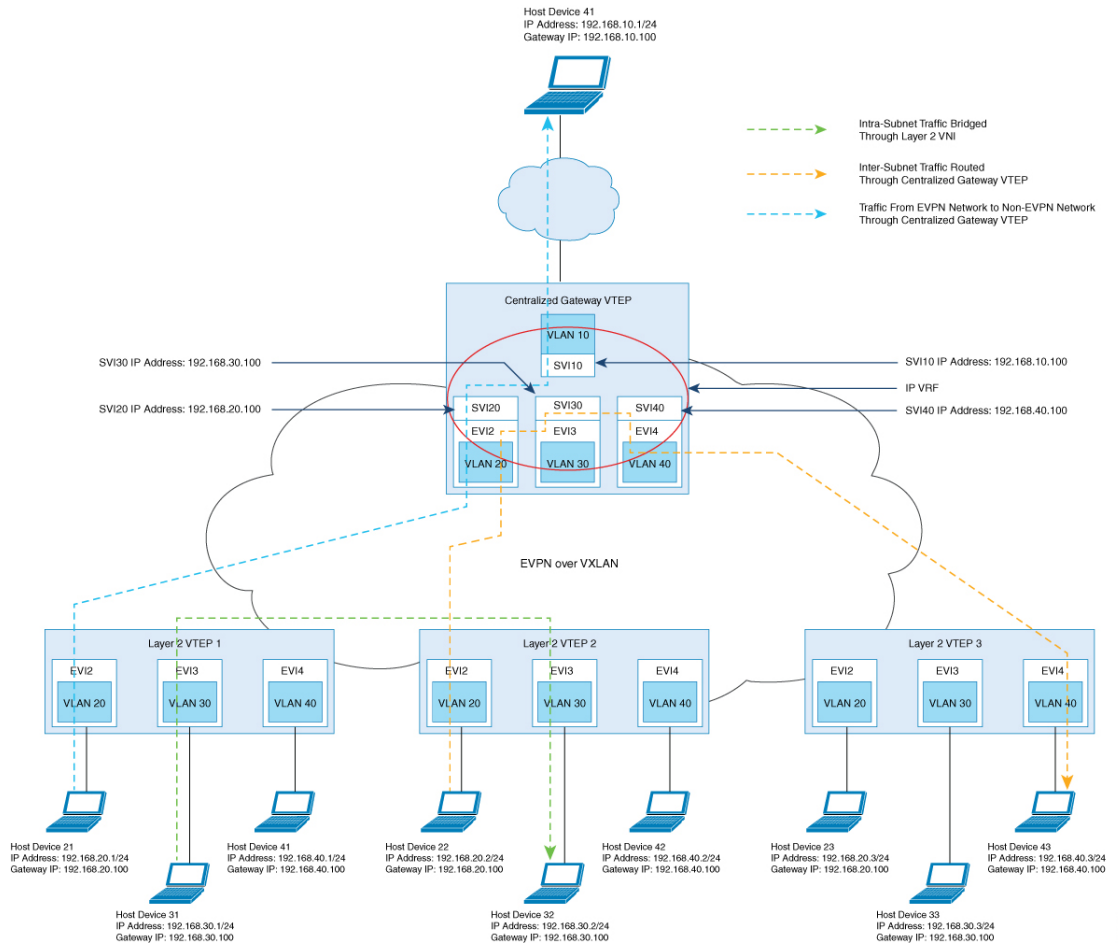 Host Device 41
IP Address: 192.168.10.1/24
Gateway IP: 192.168.10.100
Intra-Subnet Traffic Bridged
Through Layer 2 VNI
Inter-Subnet Traffic Routed
Through Centralized Gateway VTEP
Traffic From EVPN Network to Non-EVPN Network
Through Centralized Gateway VTEP
Centralized Gateway VTEP
VLAN 10
SVI10
SVI30 IP Address: 192.168.30.100
SVI10 IP Address: 192.168.10.100
IP VRF
SVI20 IP Address: 192.168.20.100
SVI40 IP Address: 192.168.40.100
SVI20
EVI2
VLAN 20
SVI30
EVI3
VLAN 30
SVI40
EVI4
VLAN 40
EVPN over VXLAN
Layer 2 VTEP 1
EVI2
VLAN 20
EVI3
VLAN 30
EVI4
VLAN 40
Layer 2 VTEP 2
EVI2
VLAN 20
EVI3
VLAN 30
EVI4
VLAN 40
Layer 2 VTEP 3
EVI2
VLAN 20
EVI3
VLAN 30
EVI4
VLAN 40
Host Device 21
IP Address: 192.168.20.1/24
Gateway IP: 192.168.20.100
Host Device 41
IP Address: 192.168.40.1/24
Gateway IP: 192.168.40.100
Host Device 22
IP Address: 192.168.20.2/24
Gateway IP: 192.168.20.100
Host Device 42
IP Address: 192.168.40.2/24
Gateway IP: 192.168.40.100
Host Device 23
IP Address: 192.168.20.3/24
Gateway IP: 192.168.20.100
Host Device 43
IP Address: 192.168.40.3/24
Gateway IP: 192.168.40.100
Host Device 31
IP Address: 192.168.30.1/24
Gateway IP: 192.168.30.100
Host Device 32
IP Address: 192.168.30.2/24
Gateway IP: 192.168.30.100
Host Device 33
IP Address: 192.168.30.3/24
Gateway IP: 192.168.30.100